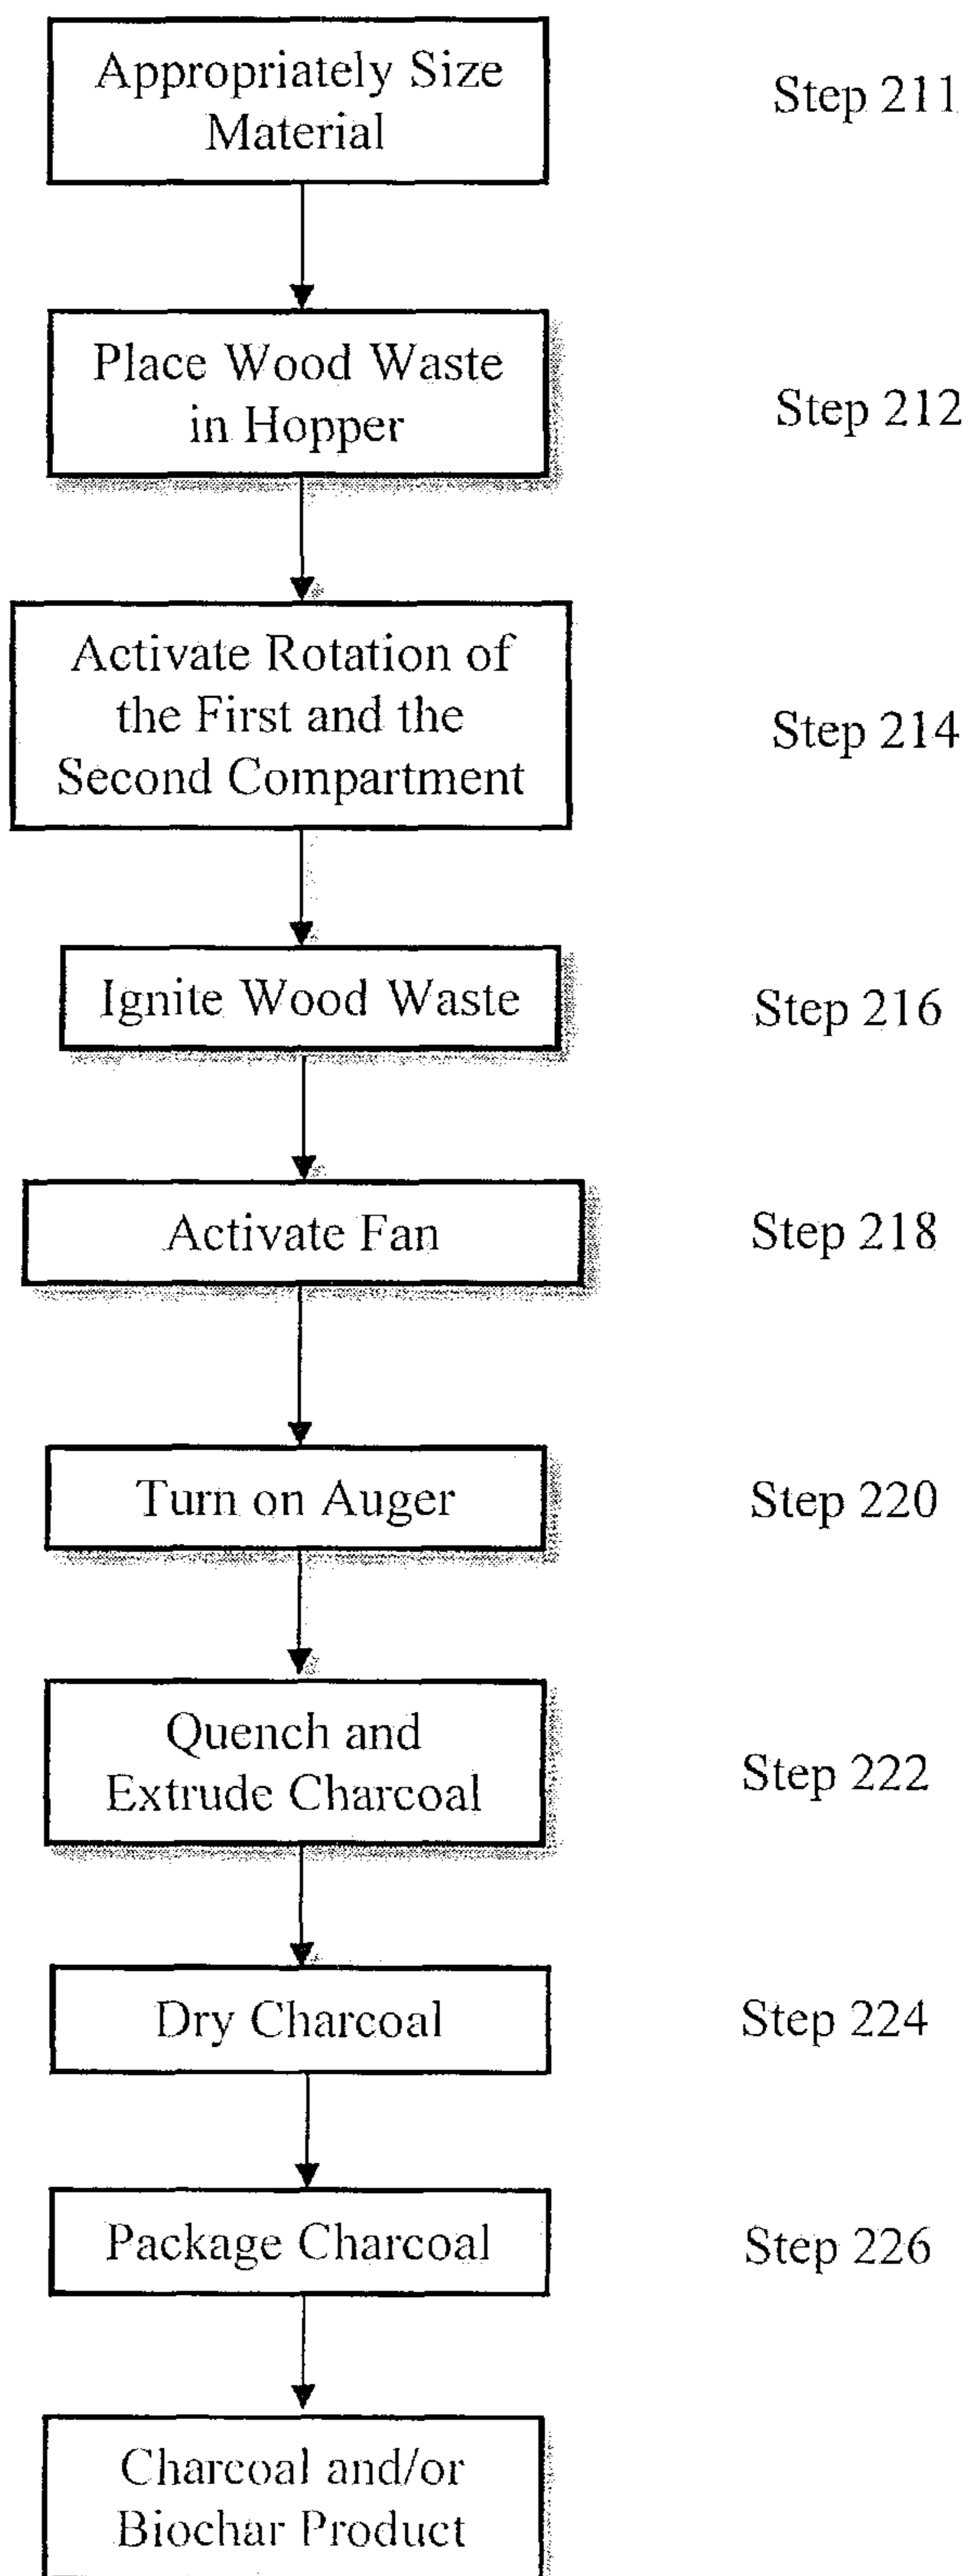 Appropriately Size
Material
Step 211
Place Wood Waste
in Hopper
Step 212
Activate Rotation of
the First and the
Second Compartment
Step 214
Ignite Wood Waste
Step 216
Activate Fan
Step 218
Turn on Auger
Step 220
Quench and
Extrude Charcoal
Step 222
Dry Charcoal
Step 224
Package Charcoal
Step 226
Charcoal and/or
Biochar Product